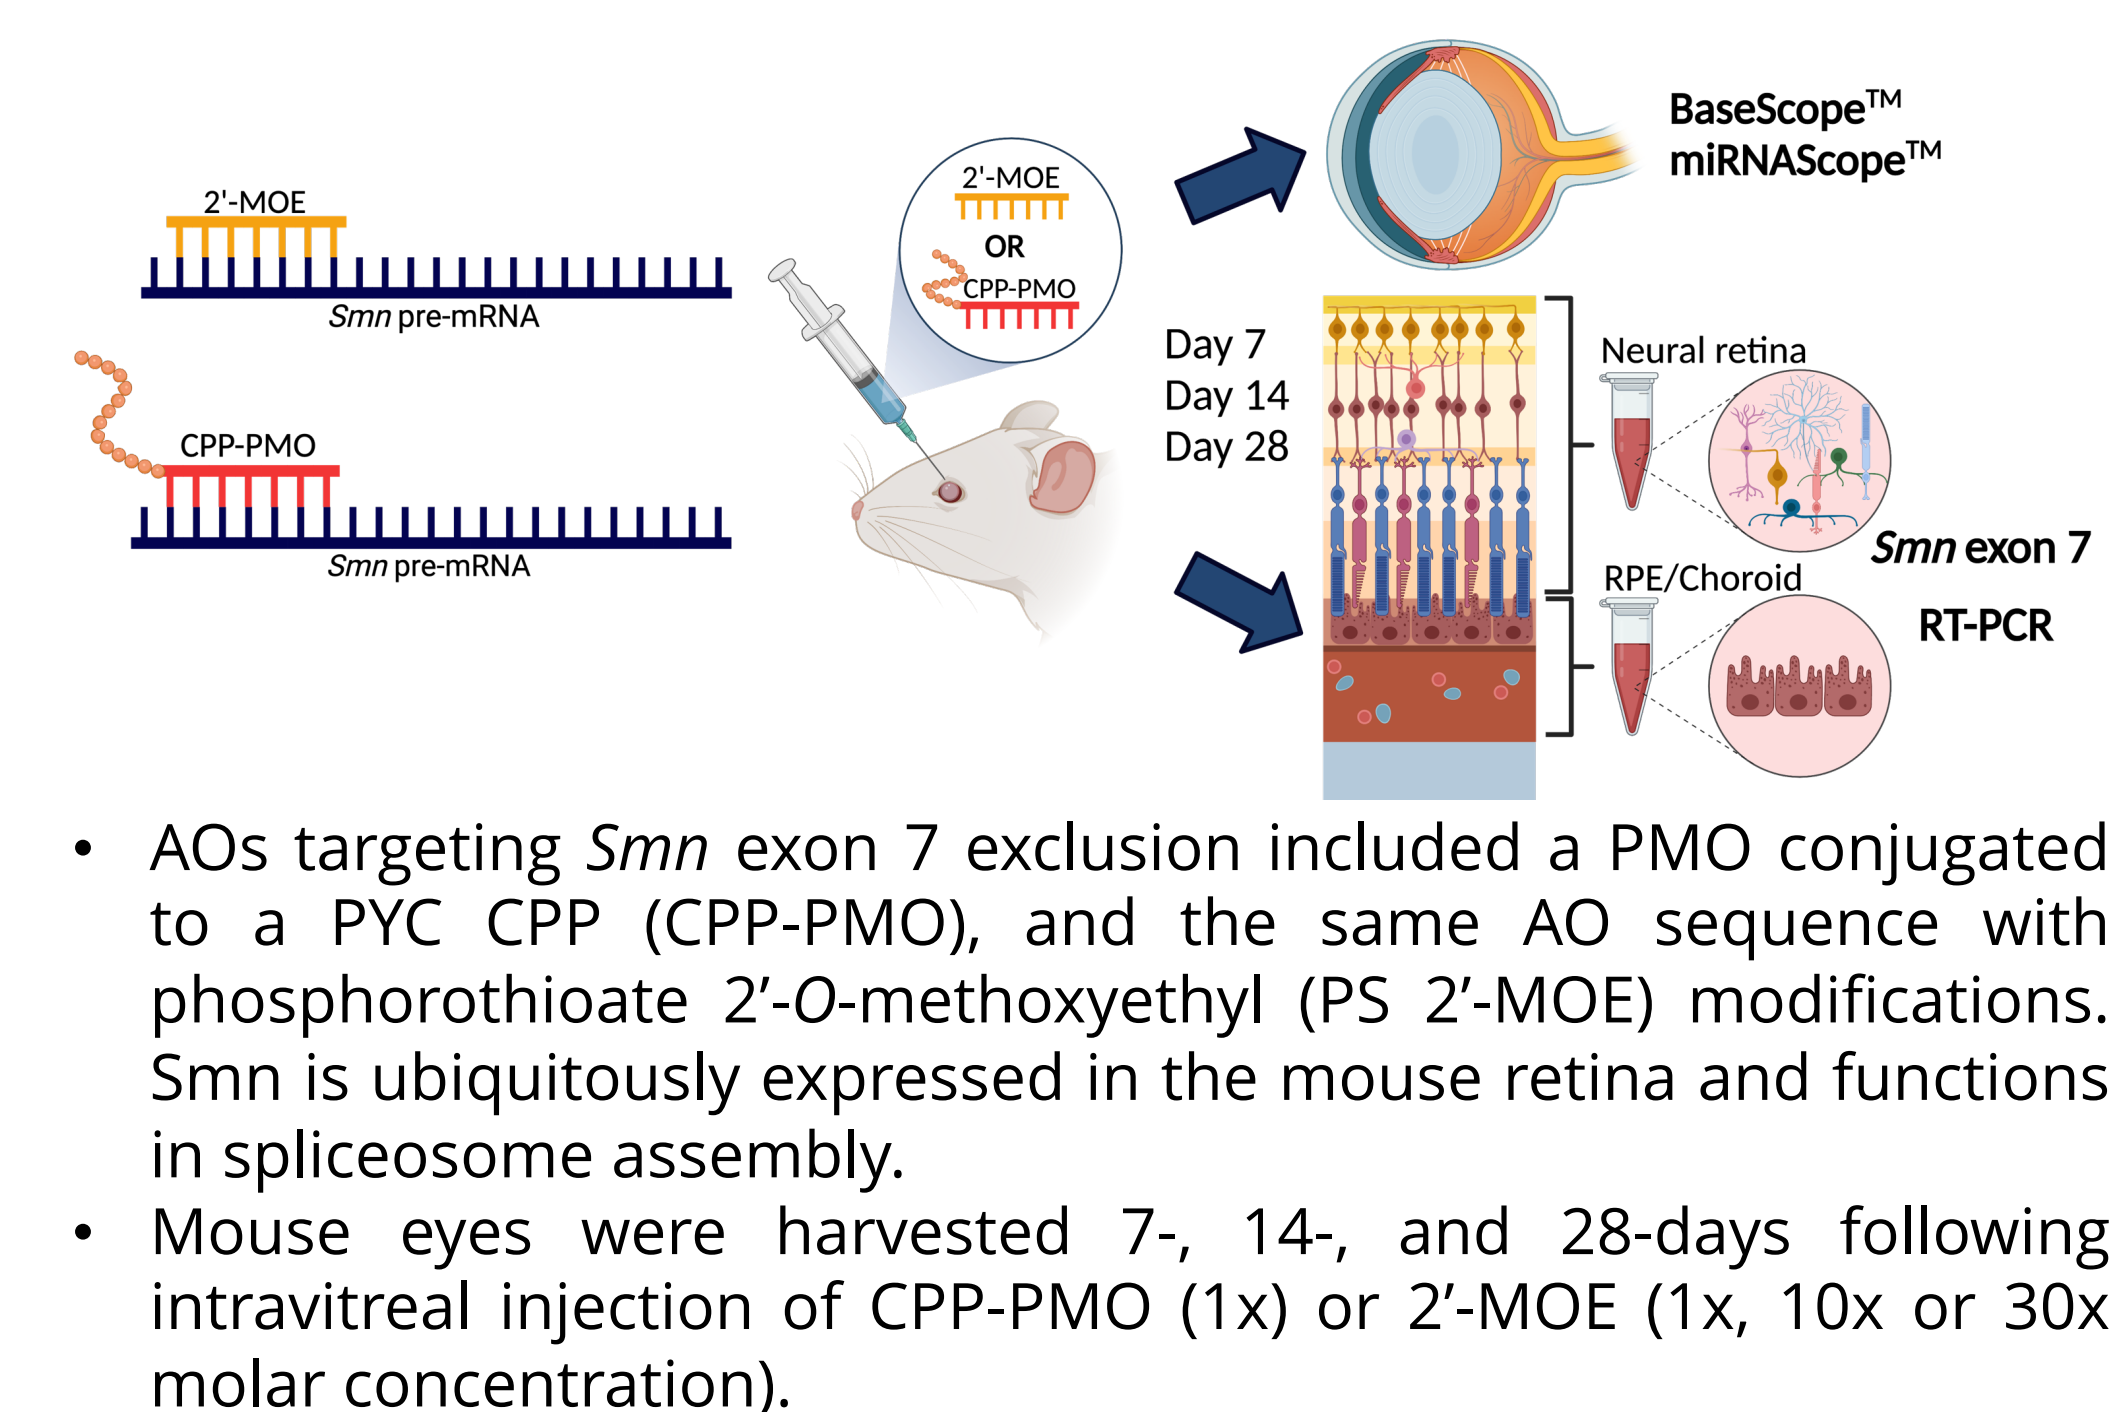 2'-MOE
Smn pre-mRNA
CPP-PMO
Smn pre-mRNA
2'-MOE
OR
CPP-PMO
BaseScope™
miRNAScope™
Day 7
Day 14
Day 28
Neural retina
RPE/Choroid
Smn exon 7
RT-PCR
• AOs targeting Smn exon 7 exclusion included a PMO conjugated
to a PYC CPP (CPP-PMO), and the same AO sequence with
phosphorothioate 2’-O-methoxyethyl (PS 2’-MOE) modifications.
Smn is ubiquitously expressed in the mouse retina and functions
in spliceosome assembly.
• Mouse eyes were harvested 7-, 14-, and 28-days following
intravitreal injection of CPP-PMO (1x) or 2’-MOE (1x, 10x or 30x
molar concentration).